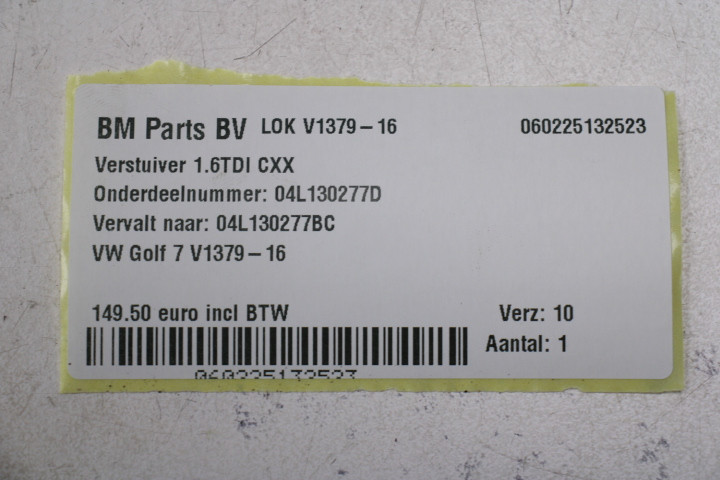 BM Parts BV LOK V1379-16 060225132523
Verstuiver 1.6TDI CXX
Onderdeelnummer: 04L130277D
Vervalt naar: 04L130277BC
VW Golf 7 V1379-16
149.50 euro incl BTW Verz: 10
Aantal: 1
060225132523